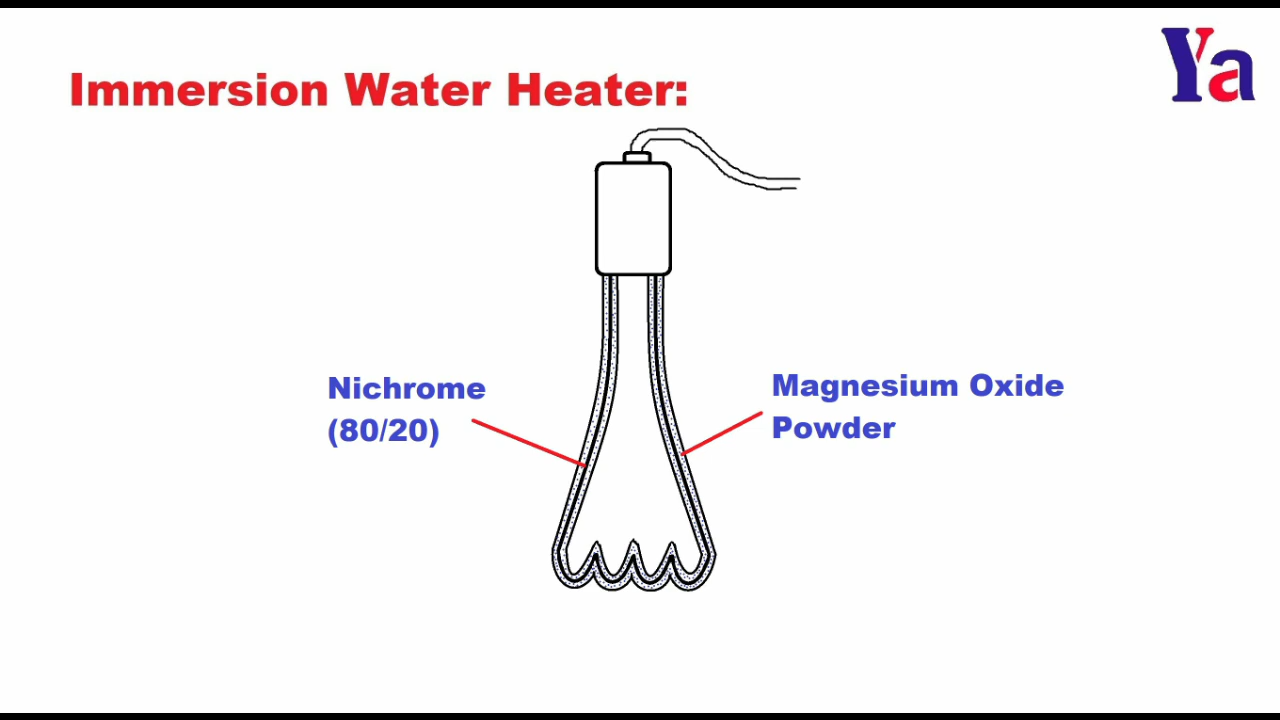 Ya
Immersion Water Heater:
Nichrome
(80/20)
Magnesium Oxide
Powder